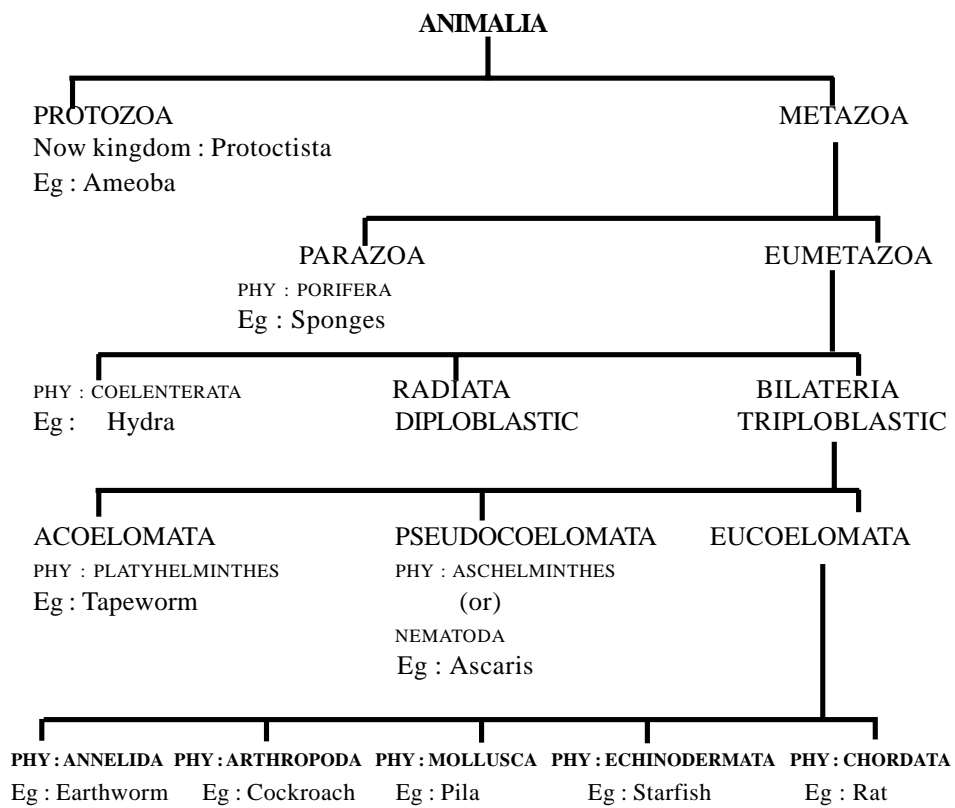 ANIMALIA
PROTOZOA
Now kingdom : Protoctista
Eg : Ameoba
METAZOA
PARAZOA
PHY : PORIFERA
Eg : Sponges
EUMETAZOA
PHY : COELENTERATA
Eg : Hydra
RADIATA
DIPLOBLASTIC
BILATERIA
TRIPLOBLASTIC
ACOELOMATA
PHY : PLATYHELMINTHES
Eg : Tapeworm
PSEUDOCOELOMATA
PHY : ASCHELMINTHES
(or)
NEMATODA
Eg : Ascaris
EUCOELOMATA
PHY : ANNELIDA
Eg : Earthworm
PHY : ARTHROPODA
Eg : Cockroach
PHY : MOLLUSCA
Eg : Pila
PHY : ECHINODERMATA
Eg : Starfish
PHY : CHORDATA
Eg : Rat